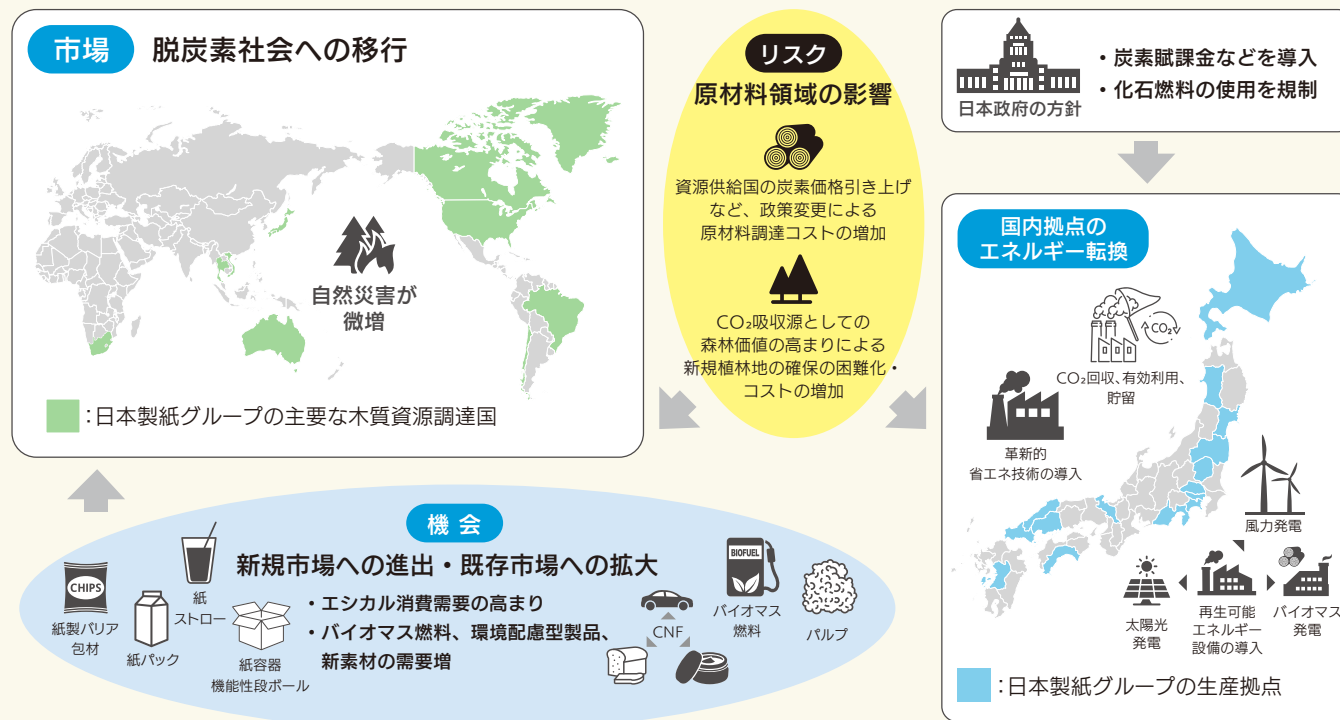 市場
脱炭素社会への移行
自然災害が
微増
:日本製紙グループの主要な木質資源調達国
リスク
原材料領域の影響
資源供給国の炭素価格引き上げ
など、政策変更による
原材料調達コストの増加
CO₂吸収源としての
森林価値の高まりによる
新規植林地の確保の困難化・
コストの増加
日本政府の方針
・炭素賦課金などを導入
・化石燃料の使用を規制
国内拠点の
エネルギー転換
CO₂
CO₂回収、有効利用、
貯留
革新的
省エネ技術の導入
風力発電
太陽光
発電
再生可能
エネルギー
設備の導入
バイオマス
発電
:日本製紙グループの生産拠点
機会
新規市場への進出・既存市場への拡大
・エシカル消費需要の高まり
・バイオマス燃料、環境配慮型製品、
新素材の需要増
CHIPS
紙製バリア
包材
紙パック
紙
ストロー
紙容器
機能性段ボール
CNF
BIOFUEL
バイオマス
燃料
パルプ